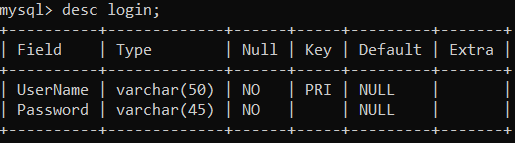 mysql> desc login;
+----------+-------------+------+-----+---------+-------+
| Field    | Type        | Null | Key | Default | Extra |
+----------+-------------+------+-----+---------+-------+
| UserName | varchar(50) | NO   | PRI | NULL    |       |
| Password | varchar(45) | NO   |     | NULL    |       |
+----------+-------------+------+-----+---------+-------+